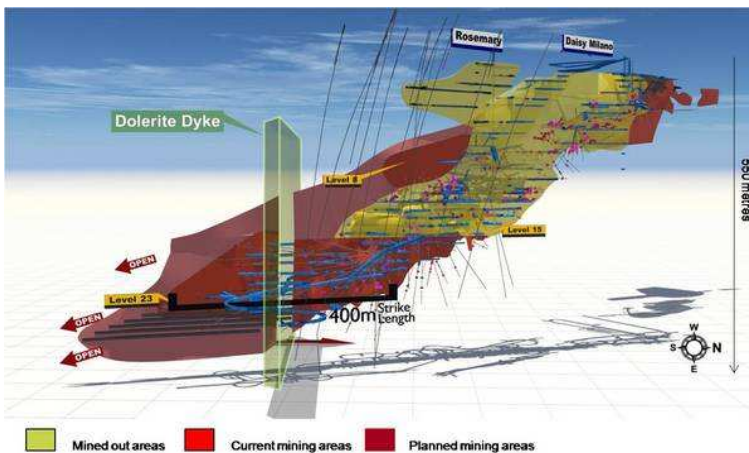 Rosemary
Daisy Milano
Dolerite Dyke
Level 8
Level 15
OPEN
Level 23
OPEN
OPEN
400m Strike
Length
metres
W
S N
E
Mined out areas
Current mining areas
Planned mining areas